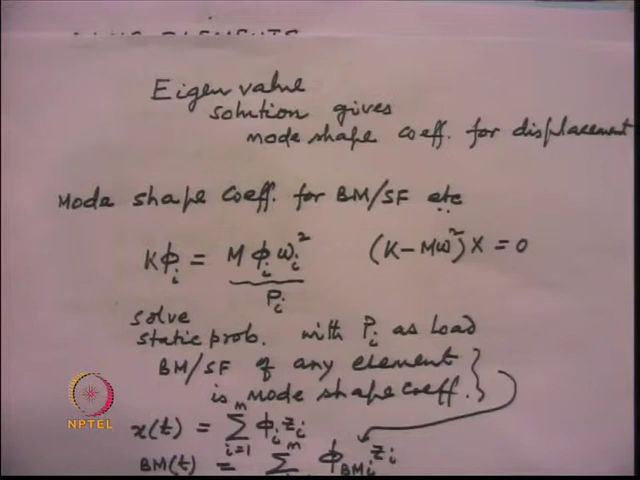 Eigen value
solution gives
mode shape coeff. for displacement
Mode shape coeff. for BM/SF etc
Kϕi = Mϕiωi² (K-Mω²)X = 0
Pi
solve
static prob. with Pi as load
BM/SF of any element
is mode shape coeff.
x(t) = Σ i=1 m ϕi zi
BM(t) = Σ m ϕBMi zi
NPTEL